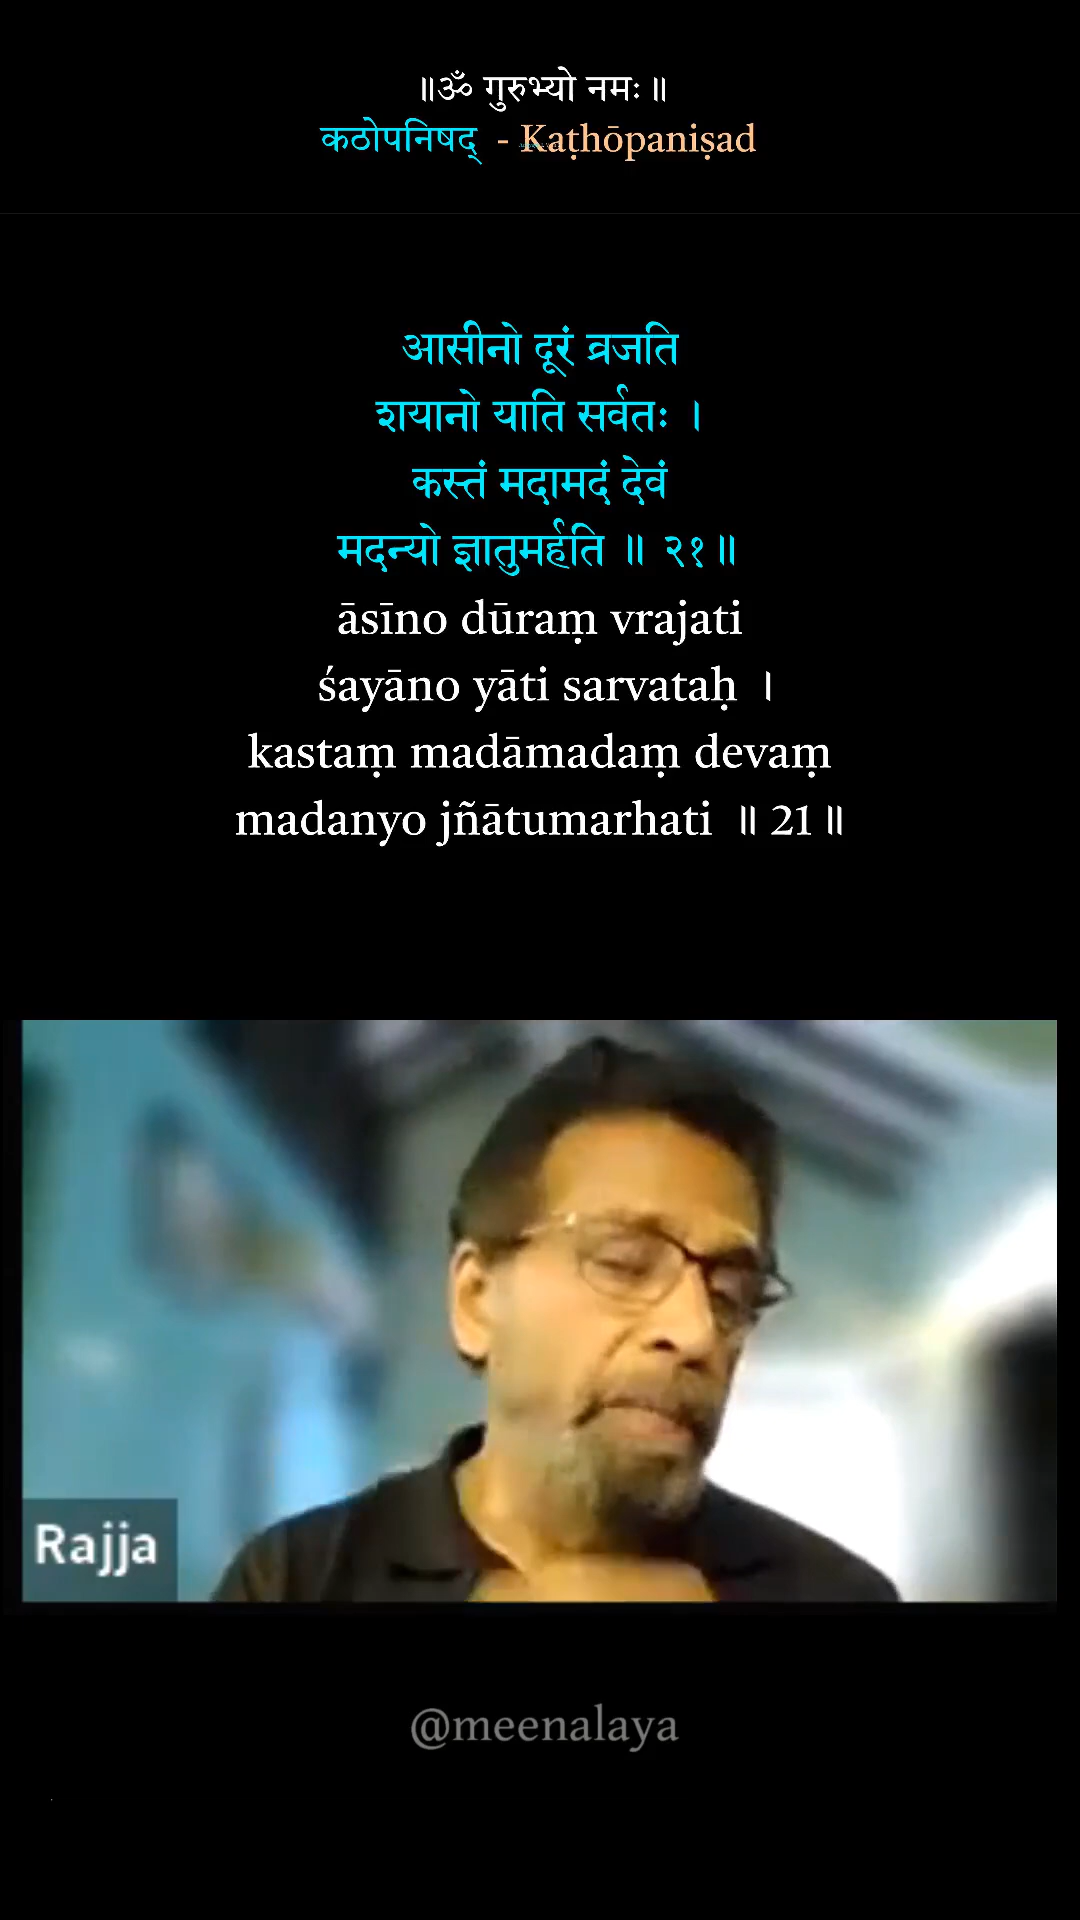 ॥ॐ गुरुभ्यो नमः॥
कठोपनिषद् - Kaṭhōpaniṣad
आसीनो दूरं व्रजति
शयानो याति सर्वतः ।
कस्तं मदामदं देवं
मदन्यो ज्ञातुमर्हति ॥ २१॥
āsīno dūraṃ vrajati
śayāno yāti sarvataḥ ।
kastaṃ madāmadaṃ devaṃ
madanyo jñātumarhati ॥ 21॥
Rajja
@meenalaya